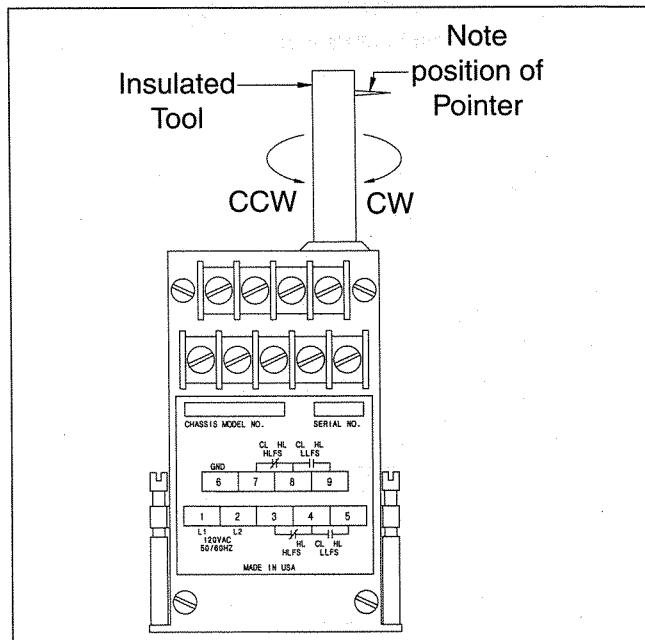 Note
position of
Pointer
Insulated
Tool
CCW CW
CHASSIS MODEL NO. SERIAL NO.
CL HL CL HL
HLFS LLFS
GND
6 7 8 9
1 2 3 4 5
L1 L2 HL CL HL
120VAC HLFS LLFS
50/60HZ
MADE IN USA